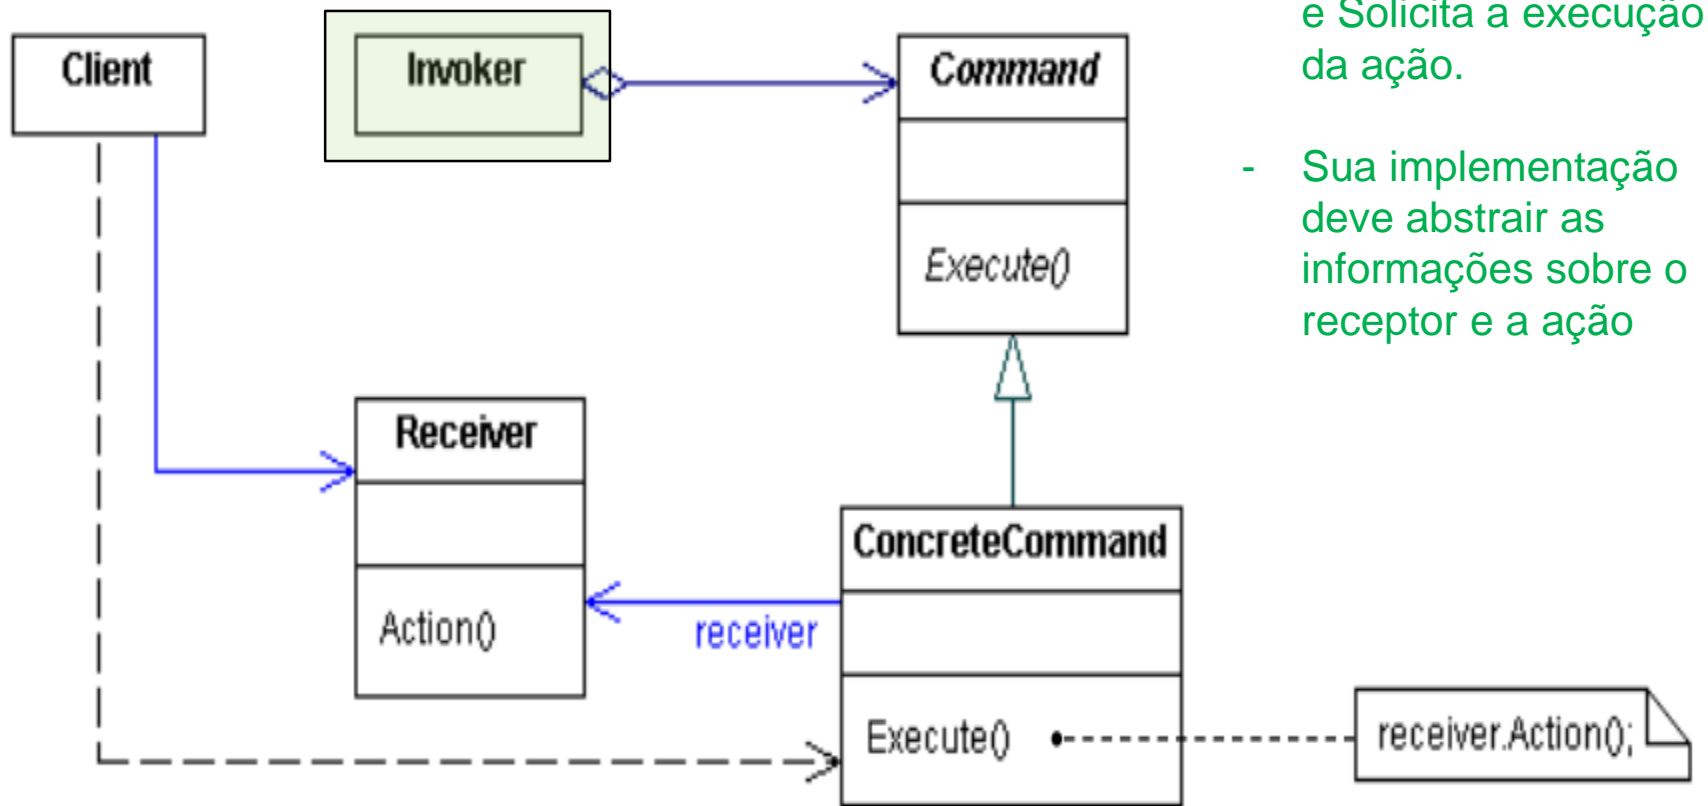 e Solicita a execução
da ação.
- Sua implementação
deve abstrair as
informações sobre o
receptor e a ação
Client
Invoker
Command
Execute()
Receiver
Action()
receiver
ConcreteCommand
Execute()
receiver.Action();